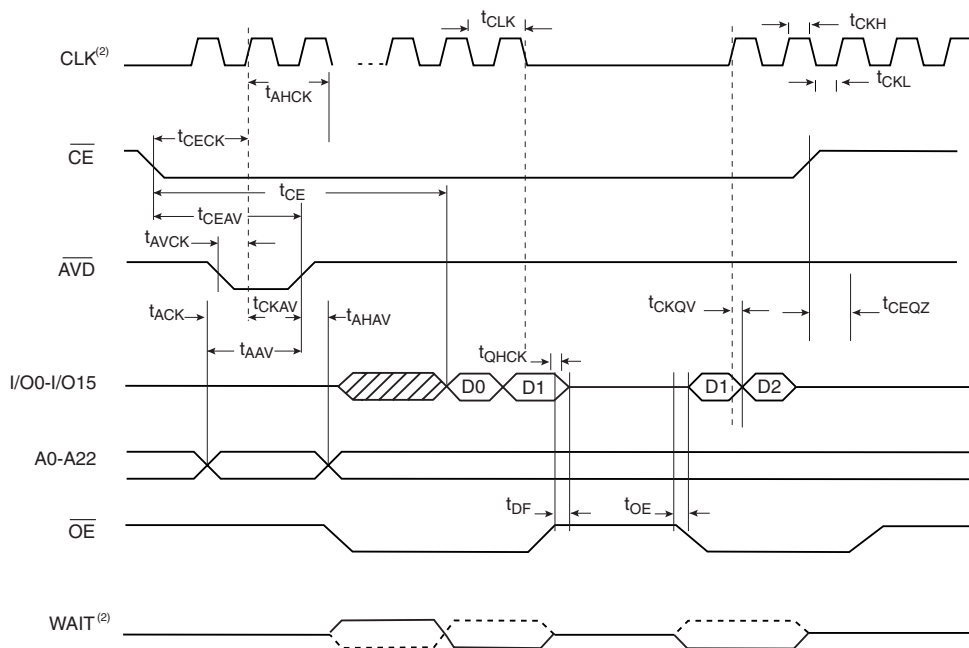 tCLK
tCKH
CLK(2)
tCKL
tAHCK
tCECK
CE
tCE
tCEAV
tAVCK
AVD
tCKAV
tCKQV
tCEQZ
tACK
tAHAV
tAAV
tQHCK
I/O0-I/O15
D0
D1
D1
D2
A0-A22
tDF
tOE
OE
WAIT(2)